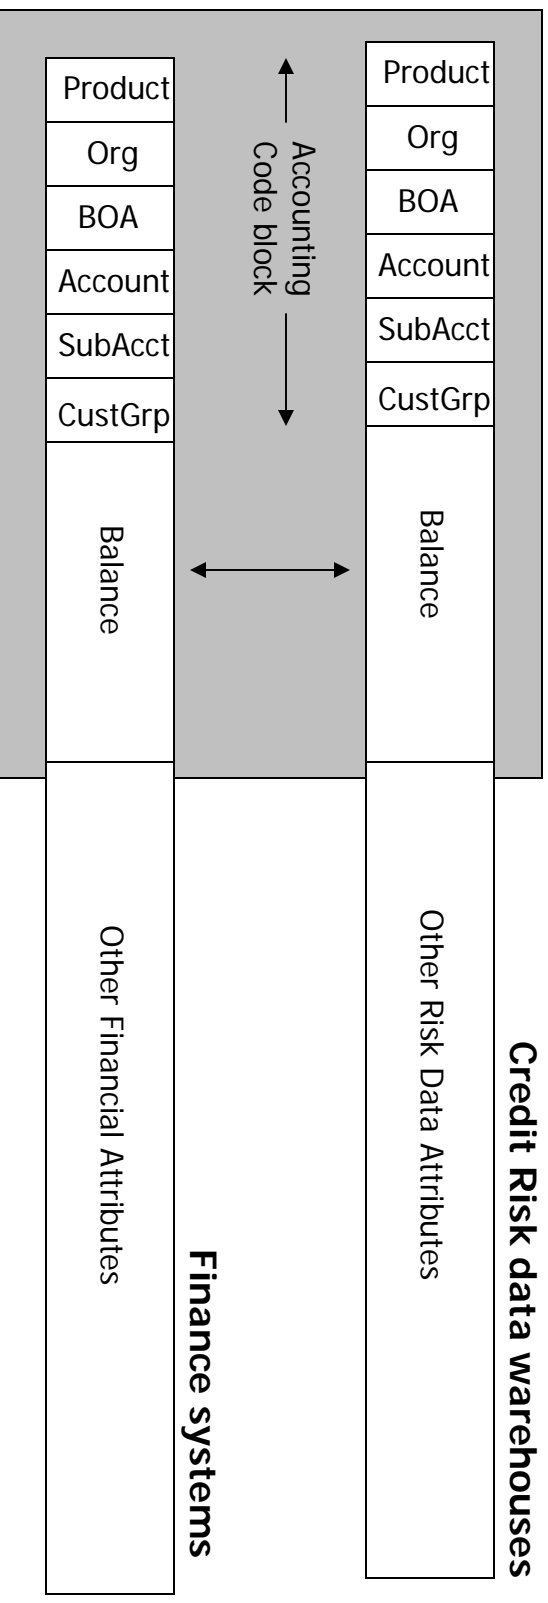 Credit Risk data warehouses
Product
Org
BOA
Account
SubAcct
CustGrp
Balance
Other Risk Data Attributes
Accounting
Code block
Finance systems
Product
Org
BOA
Account
SubAcct
CustGrp
Balance
Other Financial Attributes